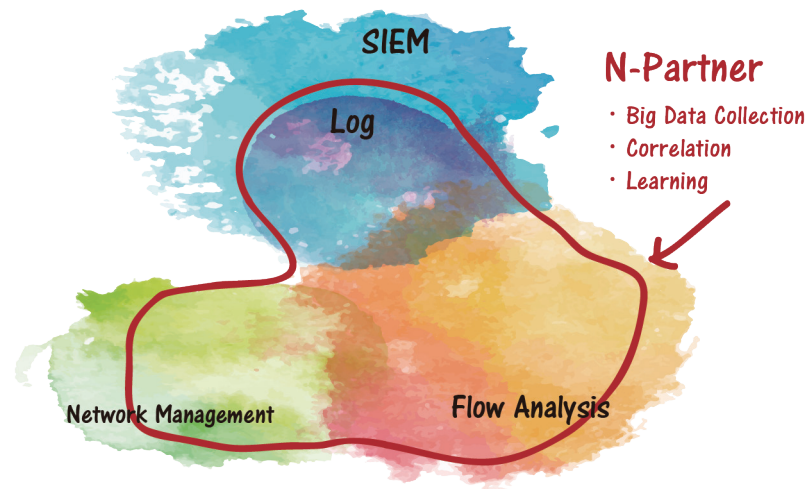 SIEM
Log
N-Partner
· Big Data Collection
· Correlation
· Learning
Network Management
Flow Analysis